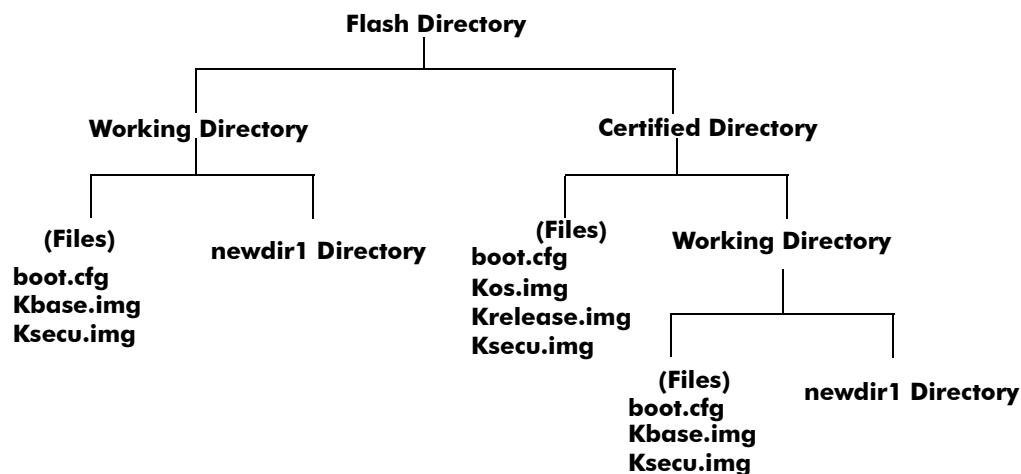 Flash Directory
Working Directory
Certified Directory
(Files)
boot.cfg
Kbase.img
Ksecu.img
newdir1 Directory
(Files)
boot.cfg
Kos.img
Krelease.img
Ksecu.img
Working Directory
(Files)
boot.cfg
Kbase.img
Ksecu.img
newdir1 Directory